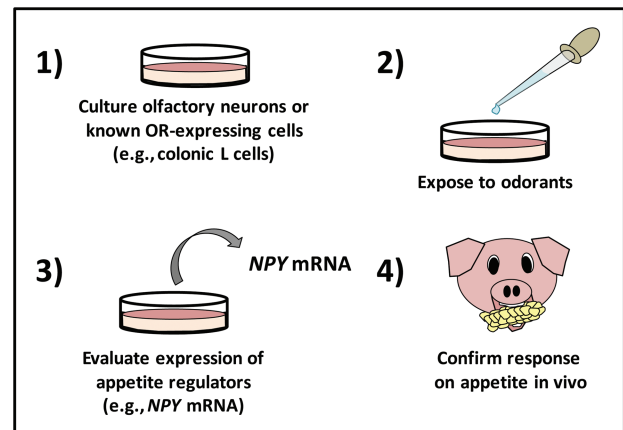 1)
Culture olfactory neurons or
known OR-expressing cells
(e.g., colonic L cells)
2)
Expose to odorants
3)
NPY mRNA
Evaluate expression of
appetite regulators
(e.g., NPY mRNA)
4)
Confirm response
on appetite in vivo